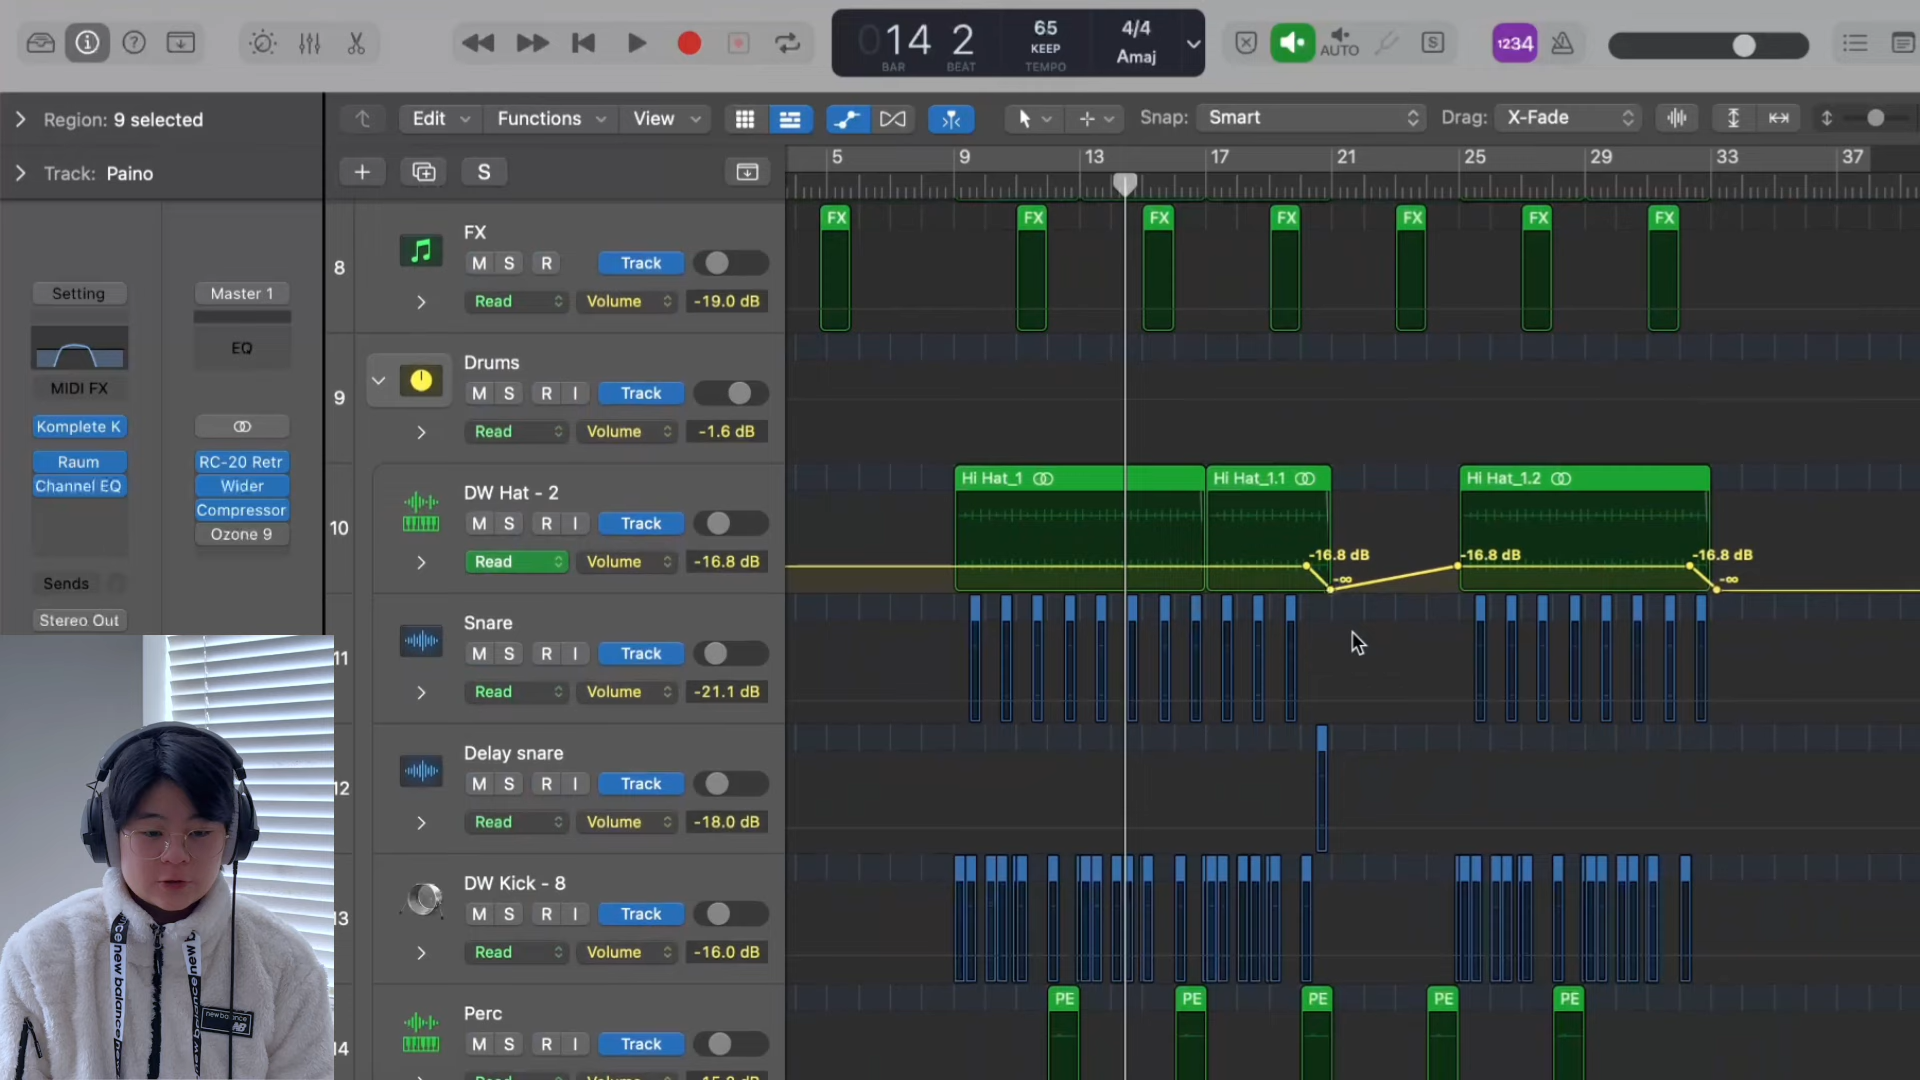 014 2
BAR BEAT
65
KEEP
TEMPO
4/4
Amaj
AUTO
S
1234
Region: 9 selected
Edit Functions View
Snap: Smart
Drag: X-Fade
Track: Paino
S
5 9 13 17 21 25 29 33 37
Setting
Master 1
EQ
MIDI FX
Komplete K
Raum
Channel EQ
RC-20 Retr
Wider
Compressor
Ozone 9
Sends
Stereo Out
8
FX
M S R Track
Read Volume -19.0 dB
FX FX FX FX FX FX FX
9
Drums
M S R I Track
Read Volume -1.6 dB
10
DW Hat - 2
M S R I Track
Read Volume -16.8 dB
Hi Hat_1 Hi Hat_1.1 Hi Hat_1.2
-16.8 dB -16.8 dB -16.8 dB
-∞ -∞
11
Snare
M S R I Track
Read Volume -21.1 dB
12
Delay snare
M S R I Track
Read Volume -18.0 dB
13
DW Kick - 8
M S R I Track
Read Volume -16.0 dB
14
Perc
M S R I Track
PE PE PE PE PE
new balance
new balance
NB